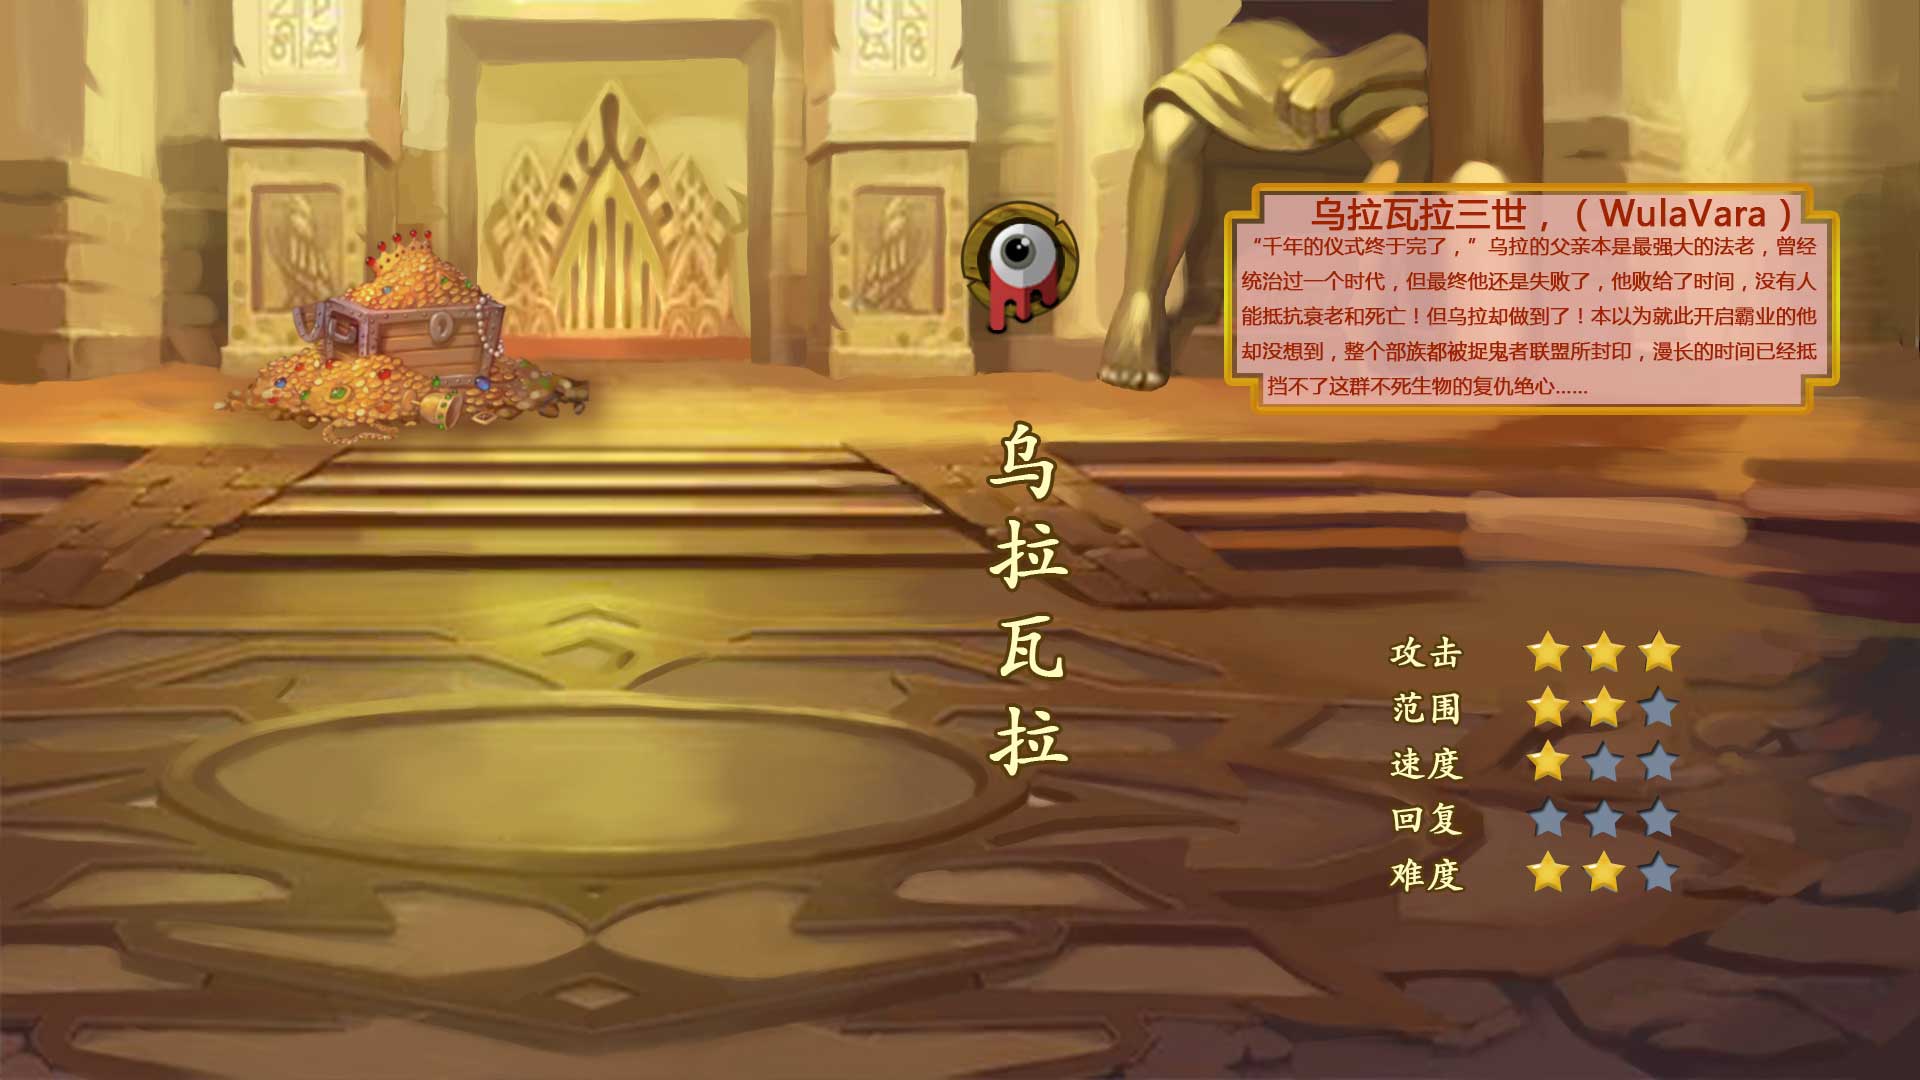 乌拉瓦拉三世，（WulaVara）
“千年的仪式终于完了，”乌拉的父亲本是最强大的法老，曾经
统治过一个时代，但最终他还是失败了，他败给了时间，没有人
能抵抗衰老和死亡！但乌拉却做到了！本以为就此开启霸业的他
却没想到，整个部族都被捉鬼者联盟所封印，漫长的时间已经抵
挡不了这群不死生物的复仇绝心......
乌拉瓦拉
攻击
范围
速度
回复
难度